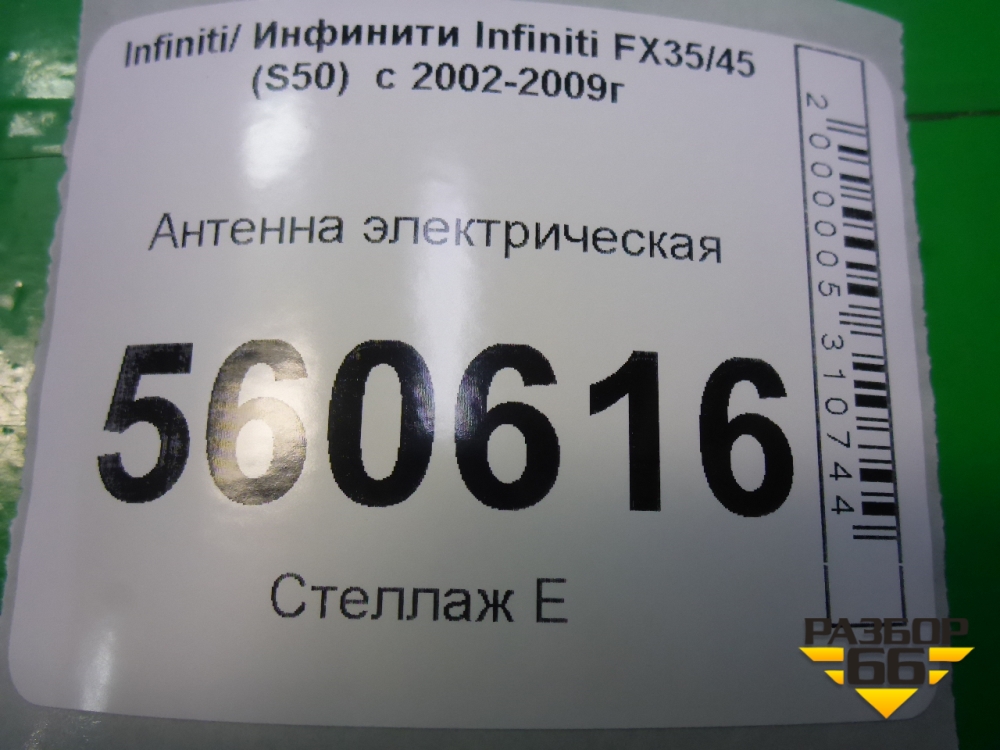 Infiniti/ Инфинити Infiniti FX35/45
(S50) с 2002-2009г
Антенна электрическая
560616
Стеллаж Е
2000005310744
РАЗБОР
66